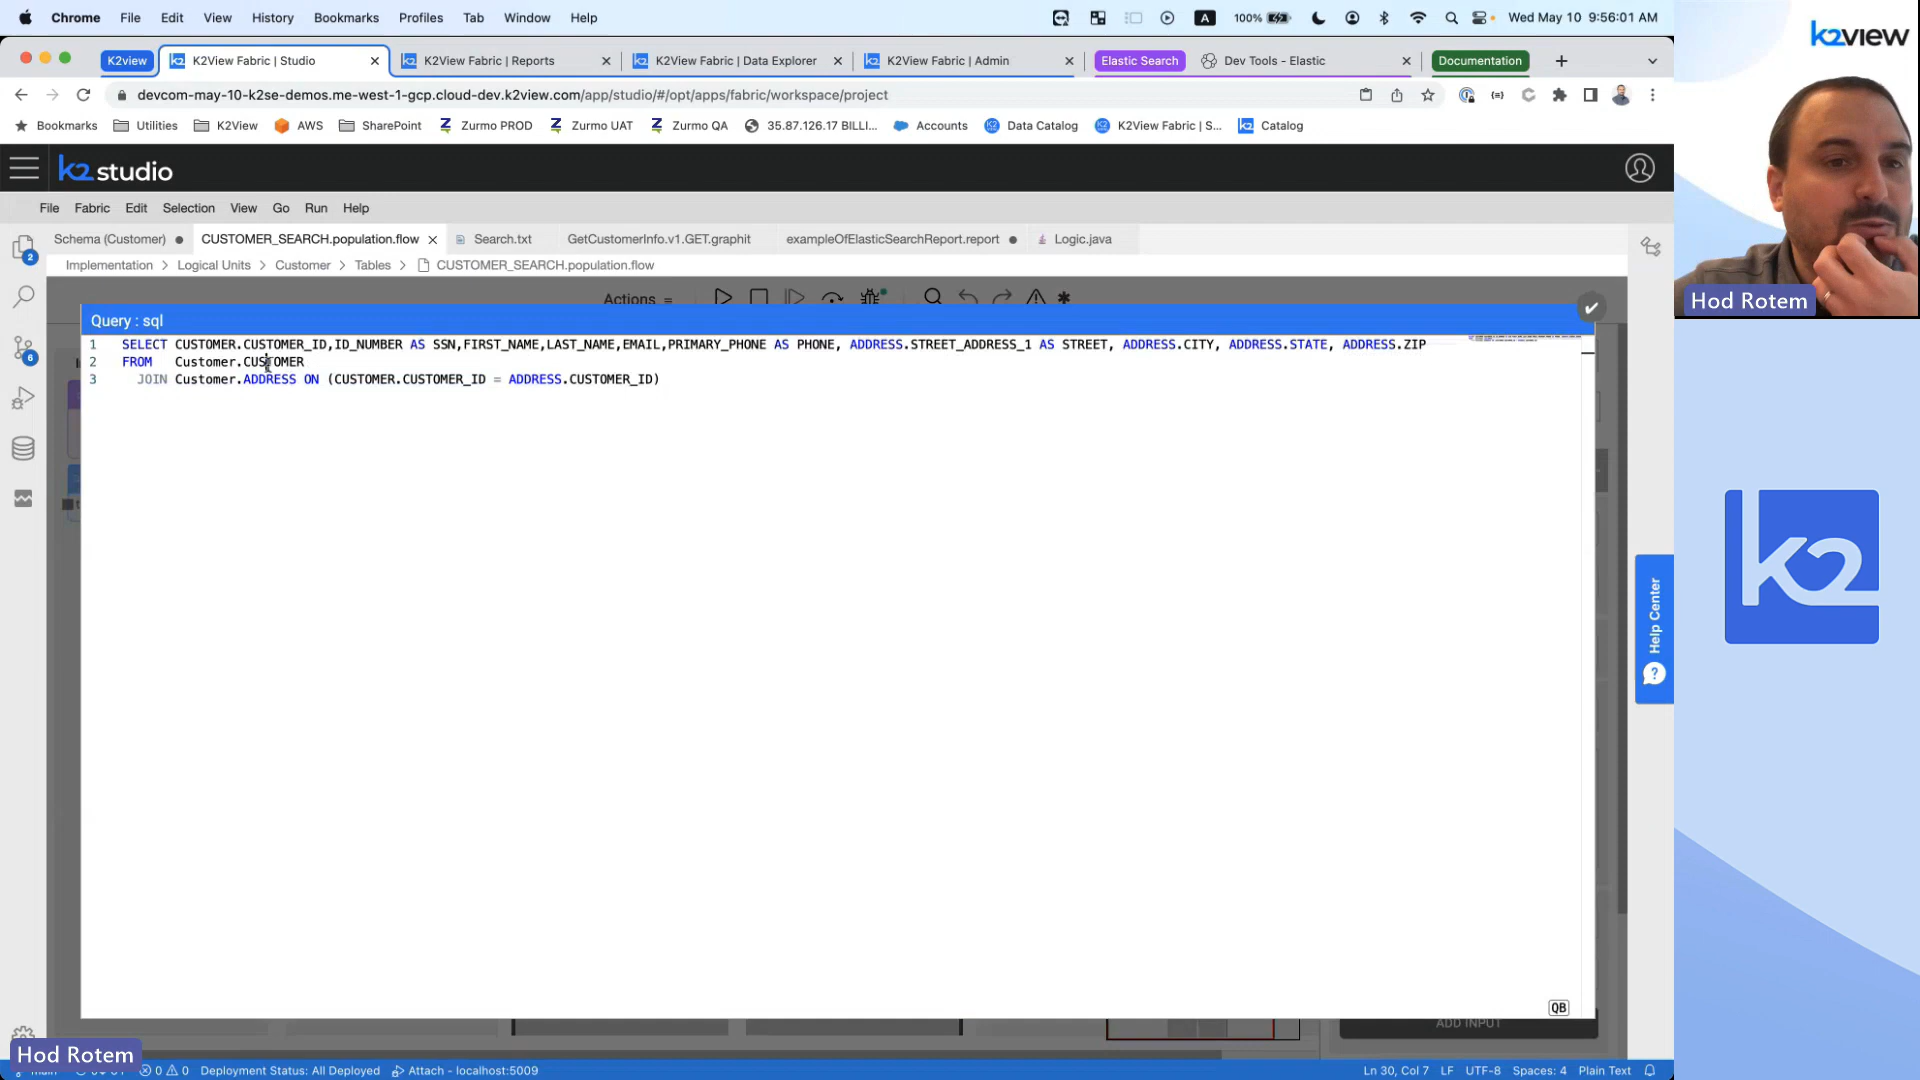 Chrome File Edit View History Bookmarks Profiles Tab Window Help
A 100% Wed May 10 9:56:01 AM
K2view K2View Fabric | Studio K2View Fabric | Reports K2View Fabric | Data Explorer K2View Fabric | Admin Elastic Search Dev Tools - Elastic Documentation
devcom-may-10-k2se-demos.me-west-1-gcp.cloud-dev.k2view.com/app/studio/#/opt/apps/fabric/workspace/project
Bookmarks Utilities K2View AWS SharePoint Zurmo PROD Zurmo UAT Zurmo QA 35.87.126.17 BILLI... Accounts Data Catalog K2View Fabric | S... Catalog
k2studio
File Fabric Edit Selection View Go Run Help
Schema (Customer) CUSTOMER_SEARCH.population.flow Search.txt GetCustomerInfo.v1.GET.graphit exampleOfElasticSearchReport.report Logic.java
2
Implementation Logical Units Customer Tables CUSTOMER_SEARCH.population.flow
Actions
Query : sql
1 SELECT CUSTOMER.CUSTOMER_ID,ID_NUMBER AS SSN,FIRST_NAME,LAST_NAME,EMAIL,PRIMARY_PHONE AS PHONE, ADDRESS.STREET_ADDRESS_1 AS STREET, ADDRESS.CITY, ADDRESS.STATE, ADDRESS.ZIP
2 FROM Customer.CUSTOMER
3 JOIN Customer.ADDRESS ON (CUSTOMER.CUSTOMER_ID = ADDRESS.CUSTOMER_ID)
6
Help Center
?
QB
ADD INPUT
Hod Rotem
main 0 0 Deployment Status: All Deployed Attach - localhost:5009 Ln 30, Col 7 LF UTF-8 Spaces: 4 Plain Text
k2view
Hod Rotem
k2